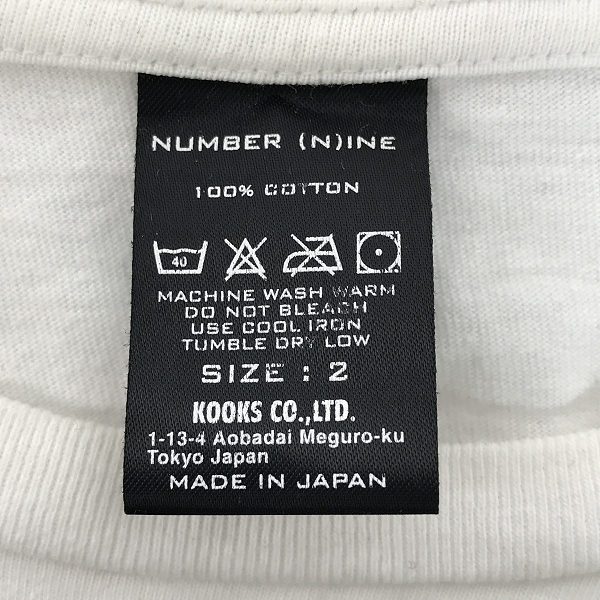 NUMBER (N)INE
100% COTTON
40
MACHINE WASH WARM
DO NOT BLEACH
USE COOL IRON
TUMBLE DRY LOW
SIZE : 2
KOOKS CO.,LTD.
1-13-4 Aobadai Meguro-ku
Tokyo Japan
MADE IN JAPAN